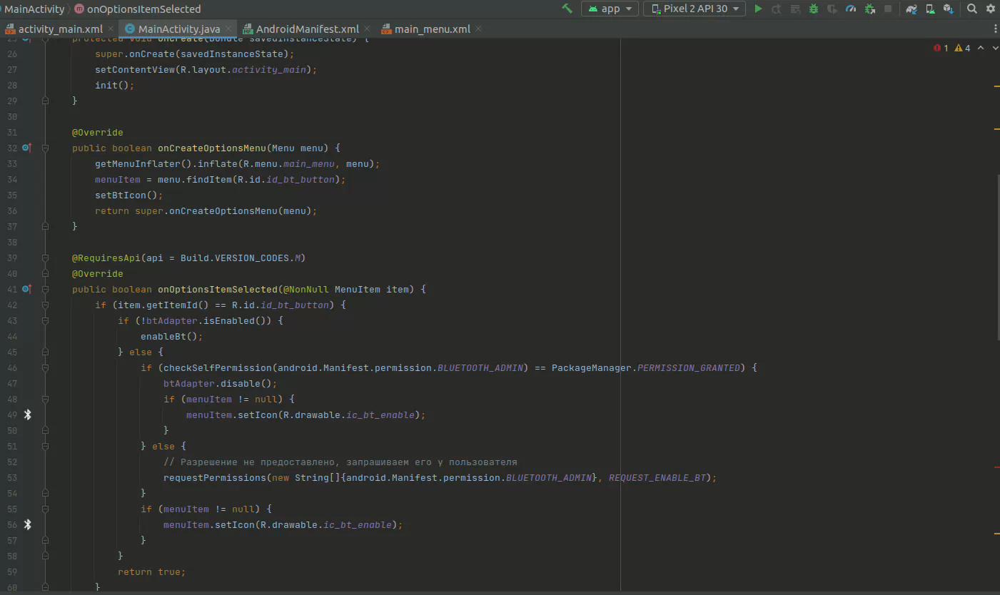 MainActivity onOptionsItemSelected app Pixel 2 API 30
activity_main.xml MainActivity.java AndroidManifest.xml main_menu.xml
25 protected void onCreate(Bundle savedInstanceState) {
1 4
26 super.onCreate(savedInstanceState);
27 setContentView(R.layout.activity_main);
28 init();
29 }
30
31 @Override
32 public boolean onCreateOptionsMenu(Menu menu) {
33 getMenuInflater().inflate(R.menu.main_menu, menu);
34 menuItem = menu.findItem(R.id.id_bt_button);
35 setBtIcon();
36 return super.onCreateOptionsMenu(menu);
37 }
38
39 @RequiresApi(api = Build.VERSION_CODES.M)
40 @Override
41 public boolean onOptionsItemSelected(@NonNull MenuItem item) {
42 if (item.getItemId() == R.id.id_bt_button) {
43 if (!btAdapter.isEnabled()) {
44 enableBt();
45 } else {
46 if (checkSelfPermission(android.Manifest.permission.BLUETOOTH_ADMIN) == PackageManager.PERMISSION_GRANTED) {
47 btAdapter.disable();
48 if (menuItem != null) {
49 menuItem.setIcon(R.drawable.ic_bt_enable);
50 }
51 } else {
52 // Разрешение не предоставлено, запрашиваем его у пользователя
53 requestPermissions(new String[]{android.Manifest.permission.BLUETOOTH_ADMIN}, REQUEST_ENABLE_BT);
54 }
55 if (menuItem != null) {
56 menuItem.setIcon(R.drawable.ic_bt_enable);
57 }
58 }
59 return true;
60 }